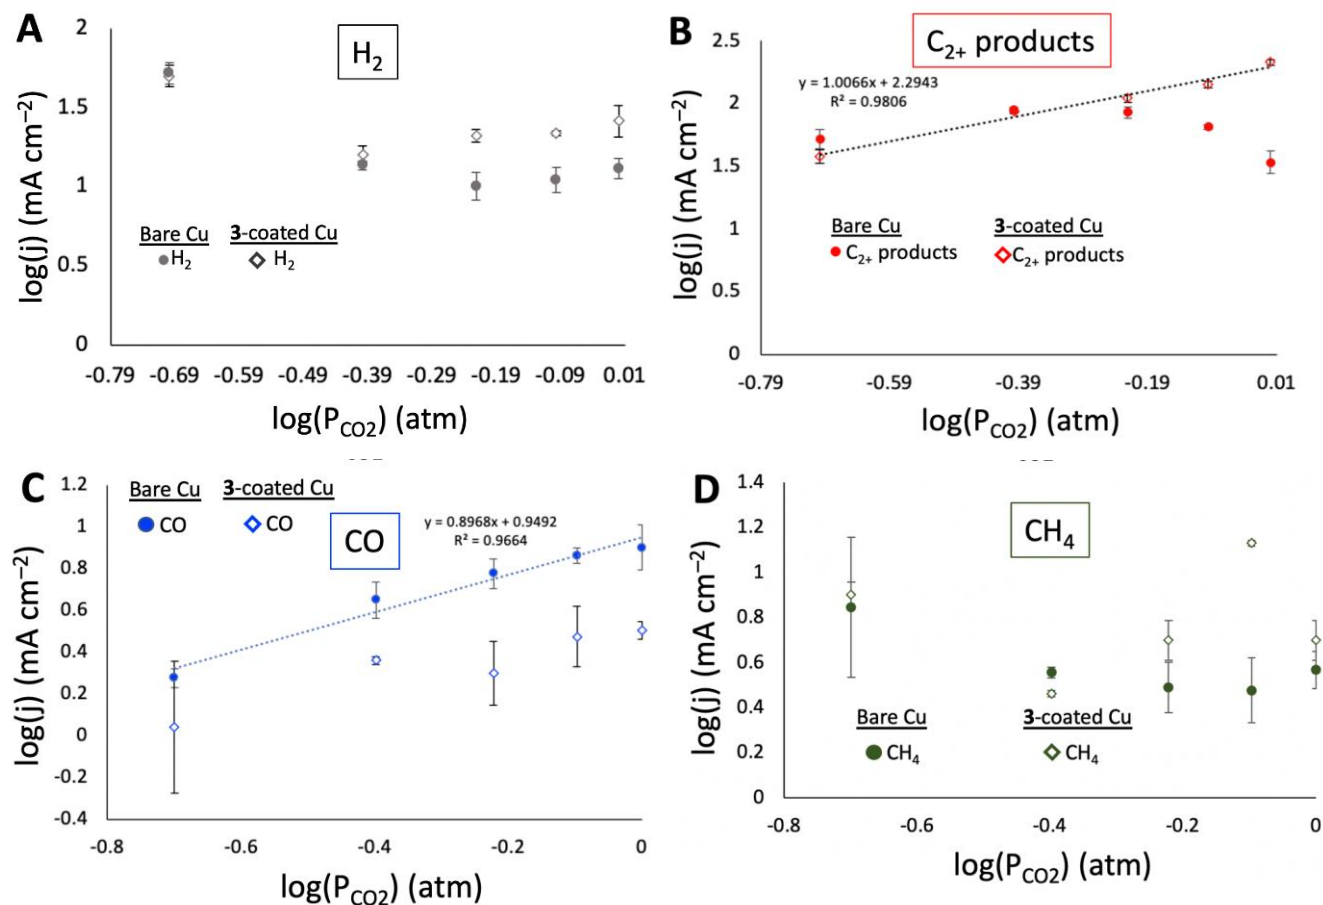 A
H₂
2
1.5
1
0.5
0
log(j) (mA cm⁻²)
Bare Cu 3-coated Cu
H₂ H₂
-0.79 -0.69 -0.59 -0.49 -0.39 -0.29 -0.19 -0.09 0.01
log(P_CO2) (atm)
B
C₂₊ products
2.5
2
1.5
1
0.5
0
log(j) (mA cm⁻²)
y = 1.0066x + 2.2943
R² = 0.9806
Bare Cu 3-coated Cu
C₂₊ products C₂₊ products
-0.79 -0.59 -0.39 -0.19 0.01
log(P_CO2) (atm)
C
Bare Cu 3-coated Cu
CO CO
CO
y = 0.8968x + 0.9492
R² = 0.9664
1.2
1
0.8
0.6
0.4
0.2
0
-0.2
-0.4
log(j) (mA cm⁻²)
-0.8 -0.6 -0.4 -0.2 0
log(P_CO2) (atm)
D
CH₄
1.4
1.2
1
0.8
0.6
0.4
0.2
0
log(j) (mA cm⁻²)
Bare Cu 3-coated Cu
CH₄ CH₄
-0.8 -0.6 -0.4 -0.2 0
log(P_CO2) (atm)